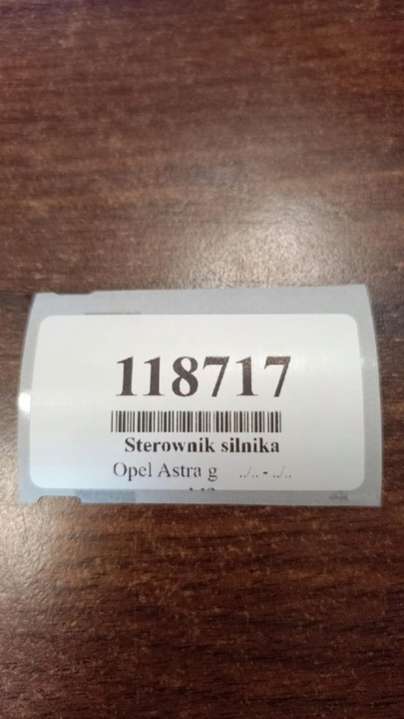 118717
Sterownik silnika
Opel Astra g ../.. - ../..